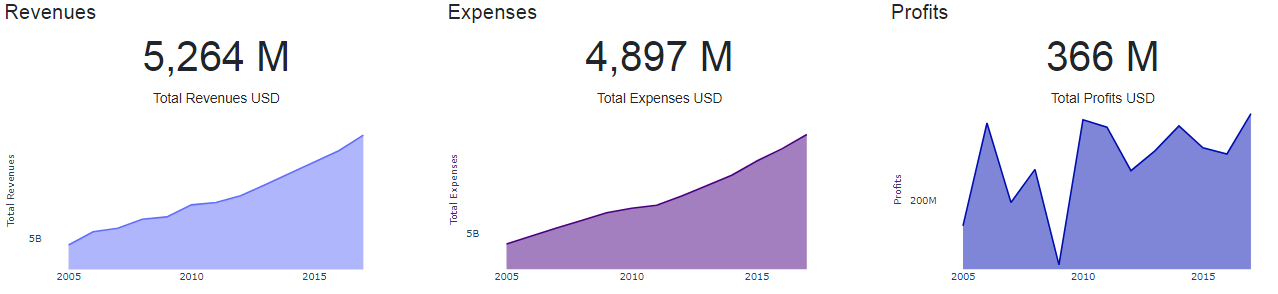 Revenues
5,264 M
Total Revenues USD
Total Revenues
5B
2005 2010 2015
Expenses
4,897 M
Total Expenses USD
Total Expenses
5B
2005 2010 2015
Profits
366 M
Total Profits USD
Profits
200M
2005 2010 2015